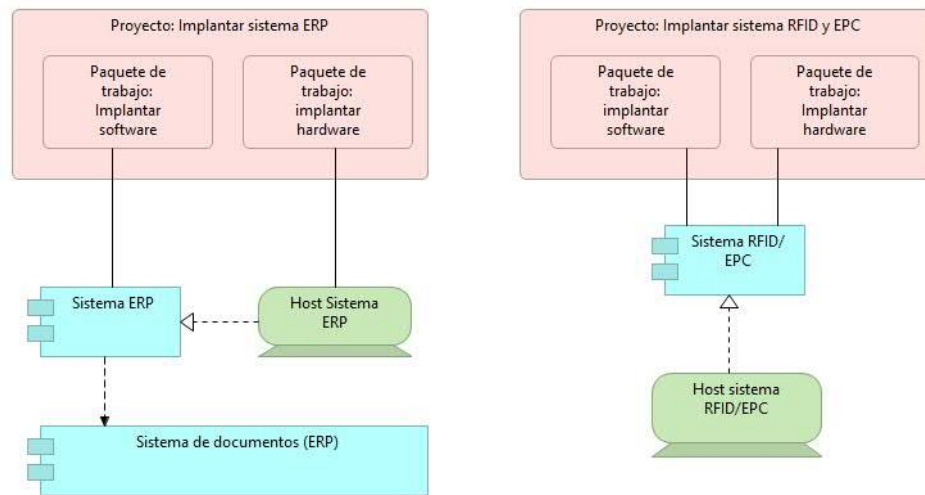 Proyecto: Implantar sistema ERP
Paquete de
trabajo:
Implantar
software
Paquete de
trabajo:
implantar
hardware
Sistema ERP
Host Sistema
ERP
Sistema de documentos (ERP)
Proyecto: Implantar sistema RFID y EPC
Paquete de
trabajo:
implantar
software
Paquete de
trabajo:
Implantar
hardware
Sistema RFID/
EPC
Host sistema
RFID/EPC